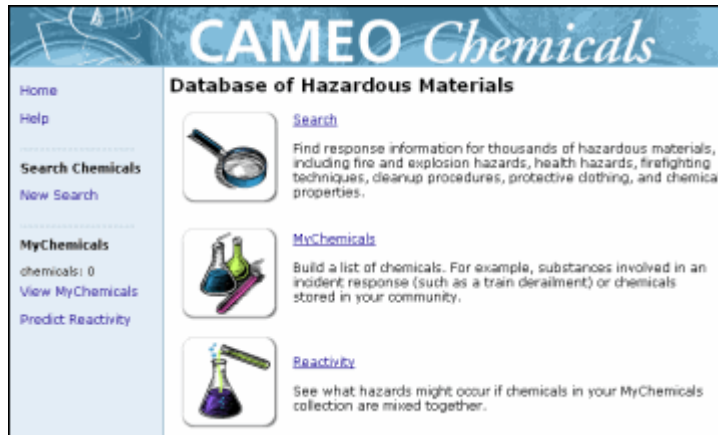 CAMEO Chemicals
Home
Help
Search Chemicals
New Search
MyChemicals
chemicals: 0
View MyChemicals
Predict Reactivity
Database of Hazardous Materials
Search
Find response information for thousands of hazardous materials,
including fire and explosion hazards, health hazards, firefighting
techniques, cleanup procedures, protective clothing, and chemica
properties.
MyChemicals
Build a list of chemicals. For example, substances involved in an
incident response (such as a train derailment) or chemicals
stored in your community.
Reactivity
See what hazards might occur if chemicals in your MyChemicals
collection are mixed together.